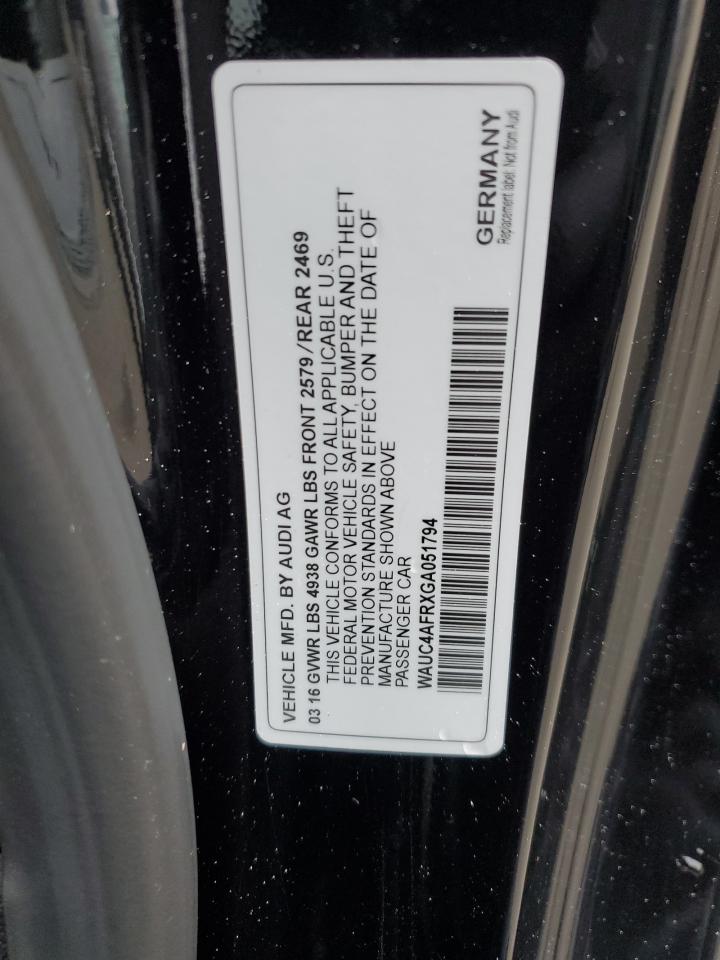 VEHICLE MFD. BY AUDI AG
03 16 GVWR LBS 4938 GAWR LBS FRONT 2579 / REAR 2469
THIS VEHICLE CONFORMS TO ALL APPLICABLE U.S.
FEDERAL MOTOR VEHICLE SAFETY, BUMPER AND THEFT
PREVENTION STANDARDS IN EFFECT ON THE DATE OF
MANUFACTURE SHOWN ABOVE
PASSENGER CAR
WAUC4AFRXGA051794
GERMANY
Replacement label: Not from Audi